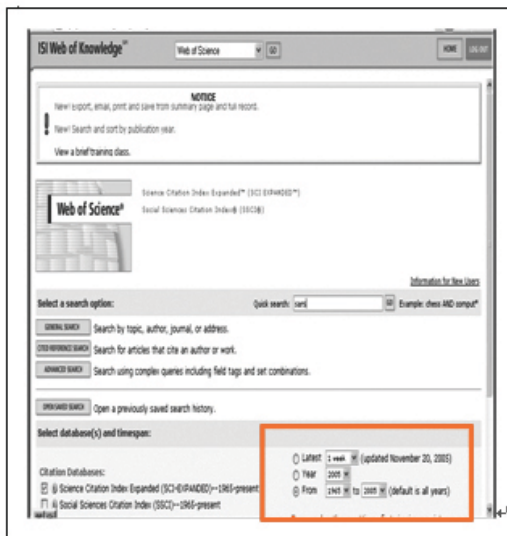 ISI Web of Knowledge℠ Web of Science GO HOME LOG OUT
NOTICE
New! Export, email, print and save from summary page and full record.
! New! Search and sort by publication year.
View a brief training class.
Science Citation Index Expanded™ (SCI EXPANDED™)
Web of Science® Social Sciences Citation Index® (SSCI®)
Information for New Users
Select a search option: Quick search: sars GO Example: chess AND comput*
GENERAL SEARCH Search by topic, author, journal, or address.
CITED REFERENCE SEARCH Search for articles that cite an author or work.
ADVANCED SEARCH Search using complex queries including field tags and set combinations.
OPEN SAVED SEARCH Open a previously saved search history.
Select database(s) and timespan:
Latest 1 week (updated November 20, 2005)
Year 2005
Citation Databases:
From 1965 to 2005 (default is all years)
Science Citation Index Expanded (SCI-EXPANDED)--1965-present
Social Sciences Citation Index (SSCI)--1965-present